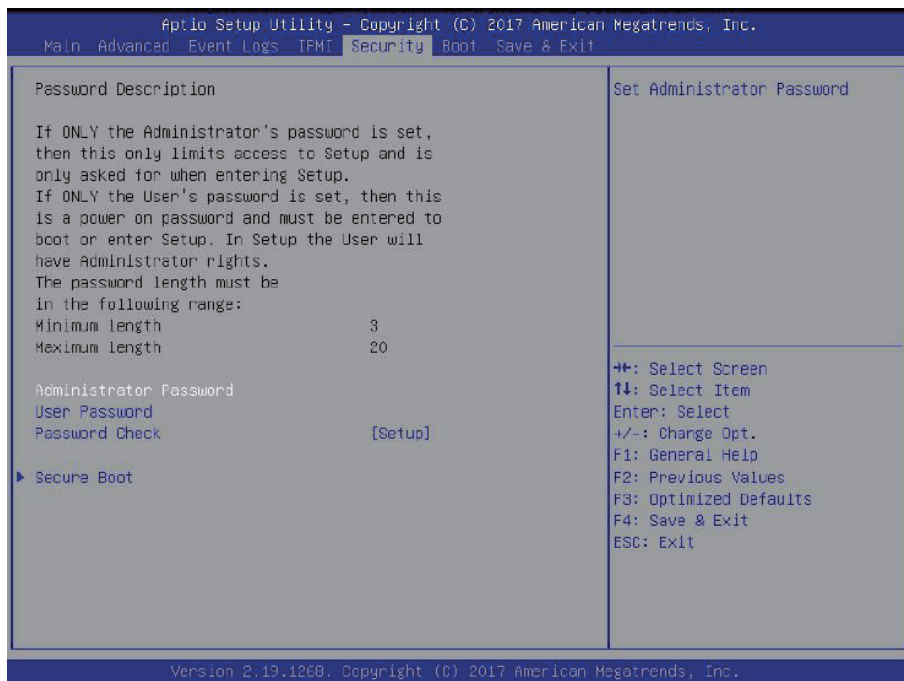 Aptio Setup Utility – Copyright (C) 2017 American Megatrends, Inc.
Main Advanced Event Logs IPMI Security Boot Save & Exit
Password Description
If ONLY the Administrator's password is set,
then this only limits access to Setup and is
only asked for when entering Setup.
If ONLY the User's password is set, then this
is a power on password and must be entered to
boot or enter Setup. In Setup the User will
have Administrator rights.
The password length must be
in the following range:
Minimum length 3
Maximum length 20
Administrator Password
User Password
Password Check [Setup]
Secure Boot
Set Administrator Password
→←: Select Screen
↑↓: Select Item
Enter: Select
+/-: Change Opt.
F1: General Help
F2: Previous Values
F3: Optimized Defaults
F4: Save & Exit
ESC: Exit
Version 2.19.1268. Copyright (C) 2017 American Megatrends, Inc.